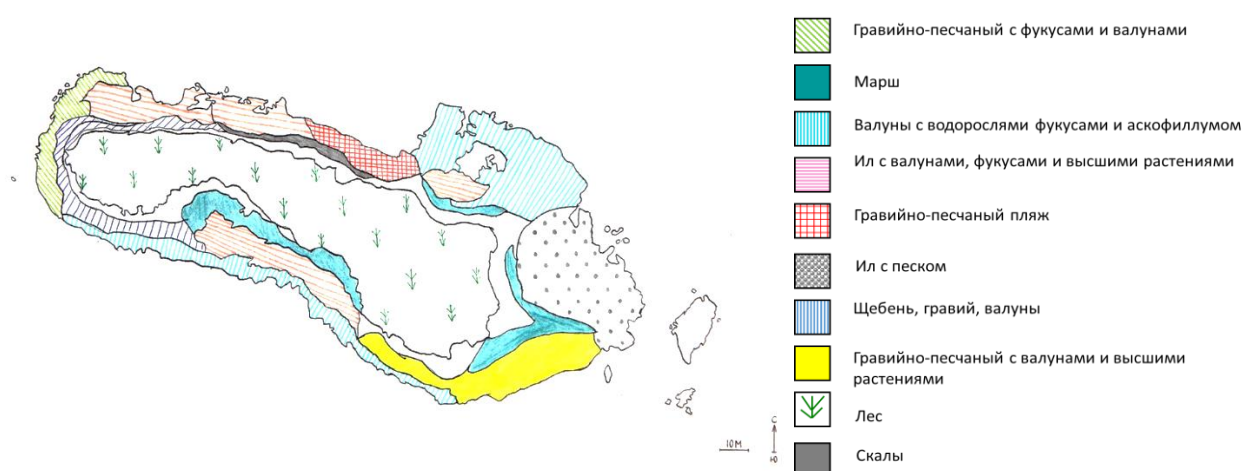 Гравийно-песчаный с фукусами и валунами
Марш
Валуны с водорослями фукусами и аскофиллумом
Ил с валунами, фукусами и высшими растениями
Гравийно-песчаный пляж
Ил с песком
Щебень, гравий, валуны
Гравийно-песчаный с валунами и высшими
растениями
Лес
Скалы
С
10М
Ю